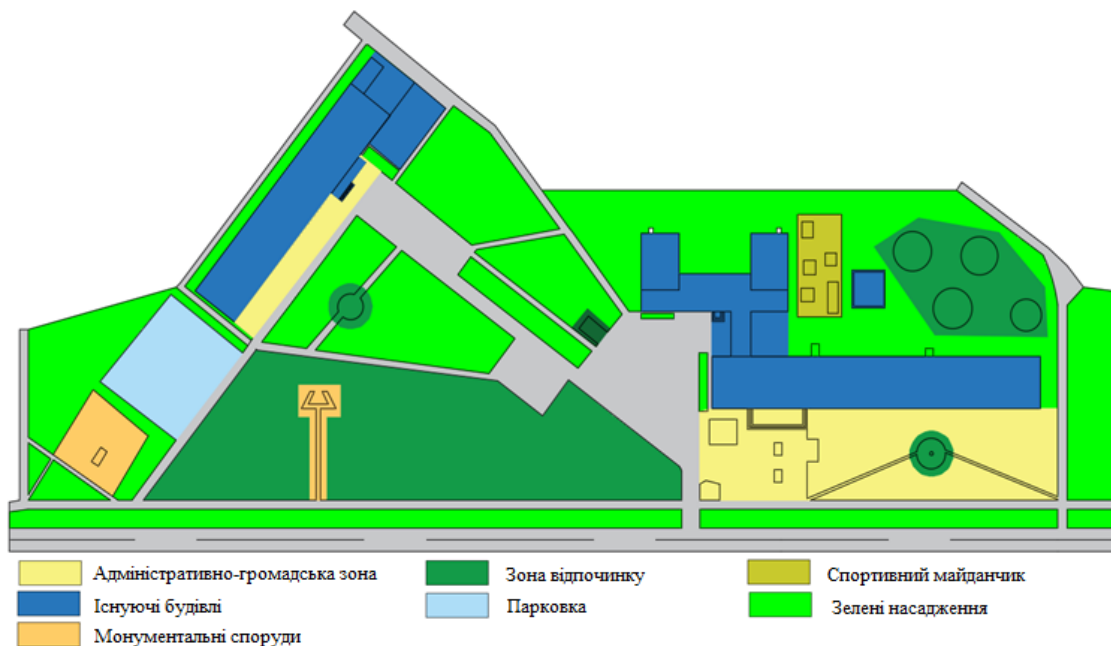 Адміністративно-громадська зона
Зона відпочинку
Спортивний майданчик
Існуючі будівлі
Парковка
Зелені насадження
Монументальні споруди